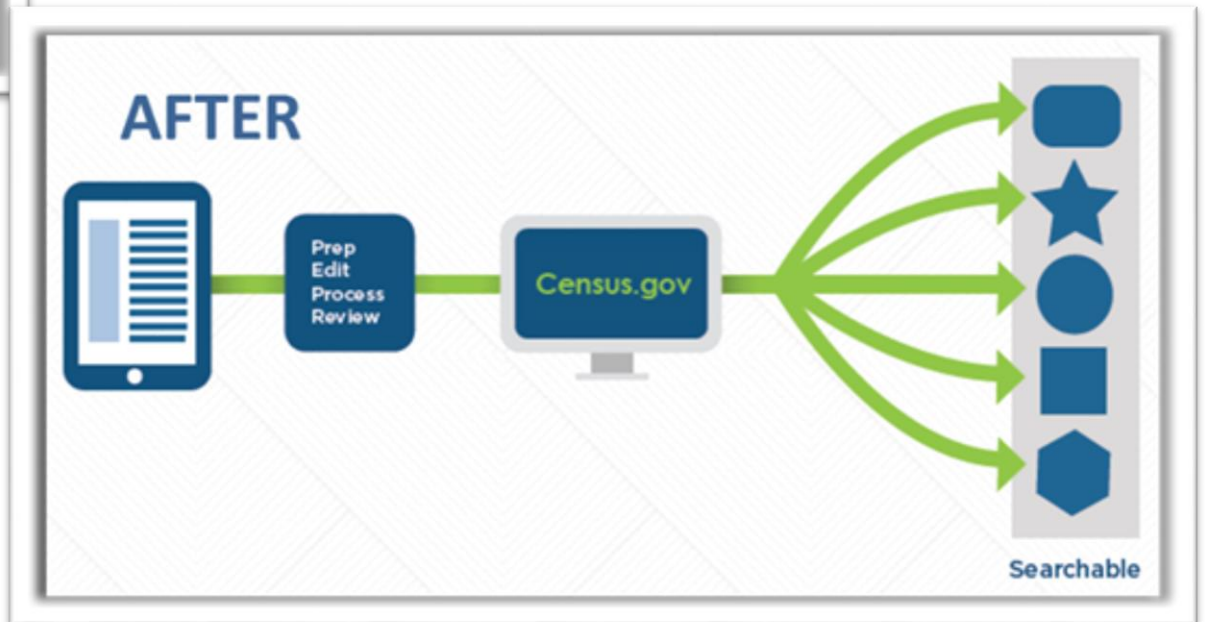 AFTER
Prep
Edit
Process
Review
Census.gov
Searchable